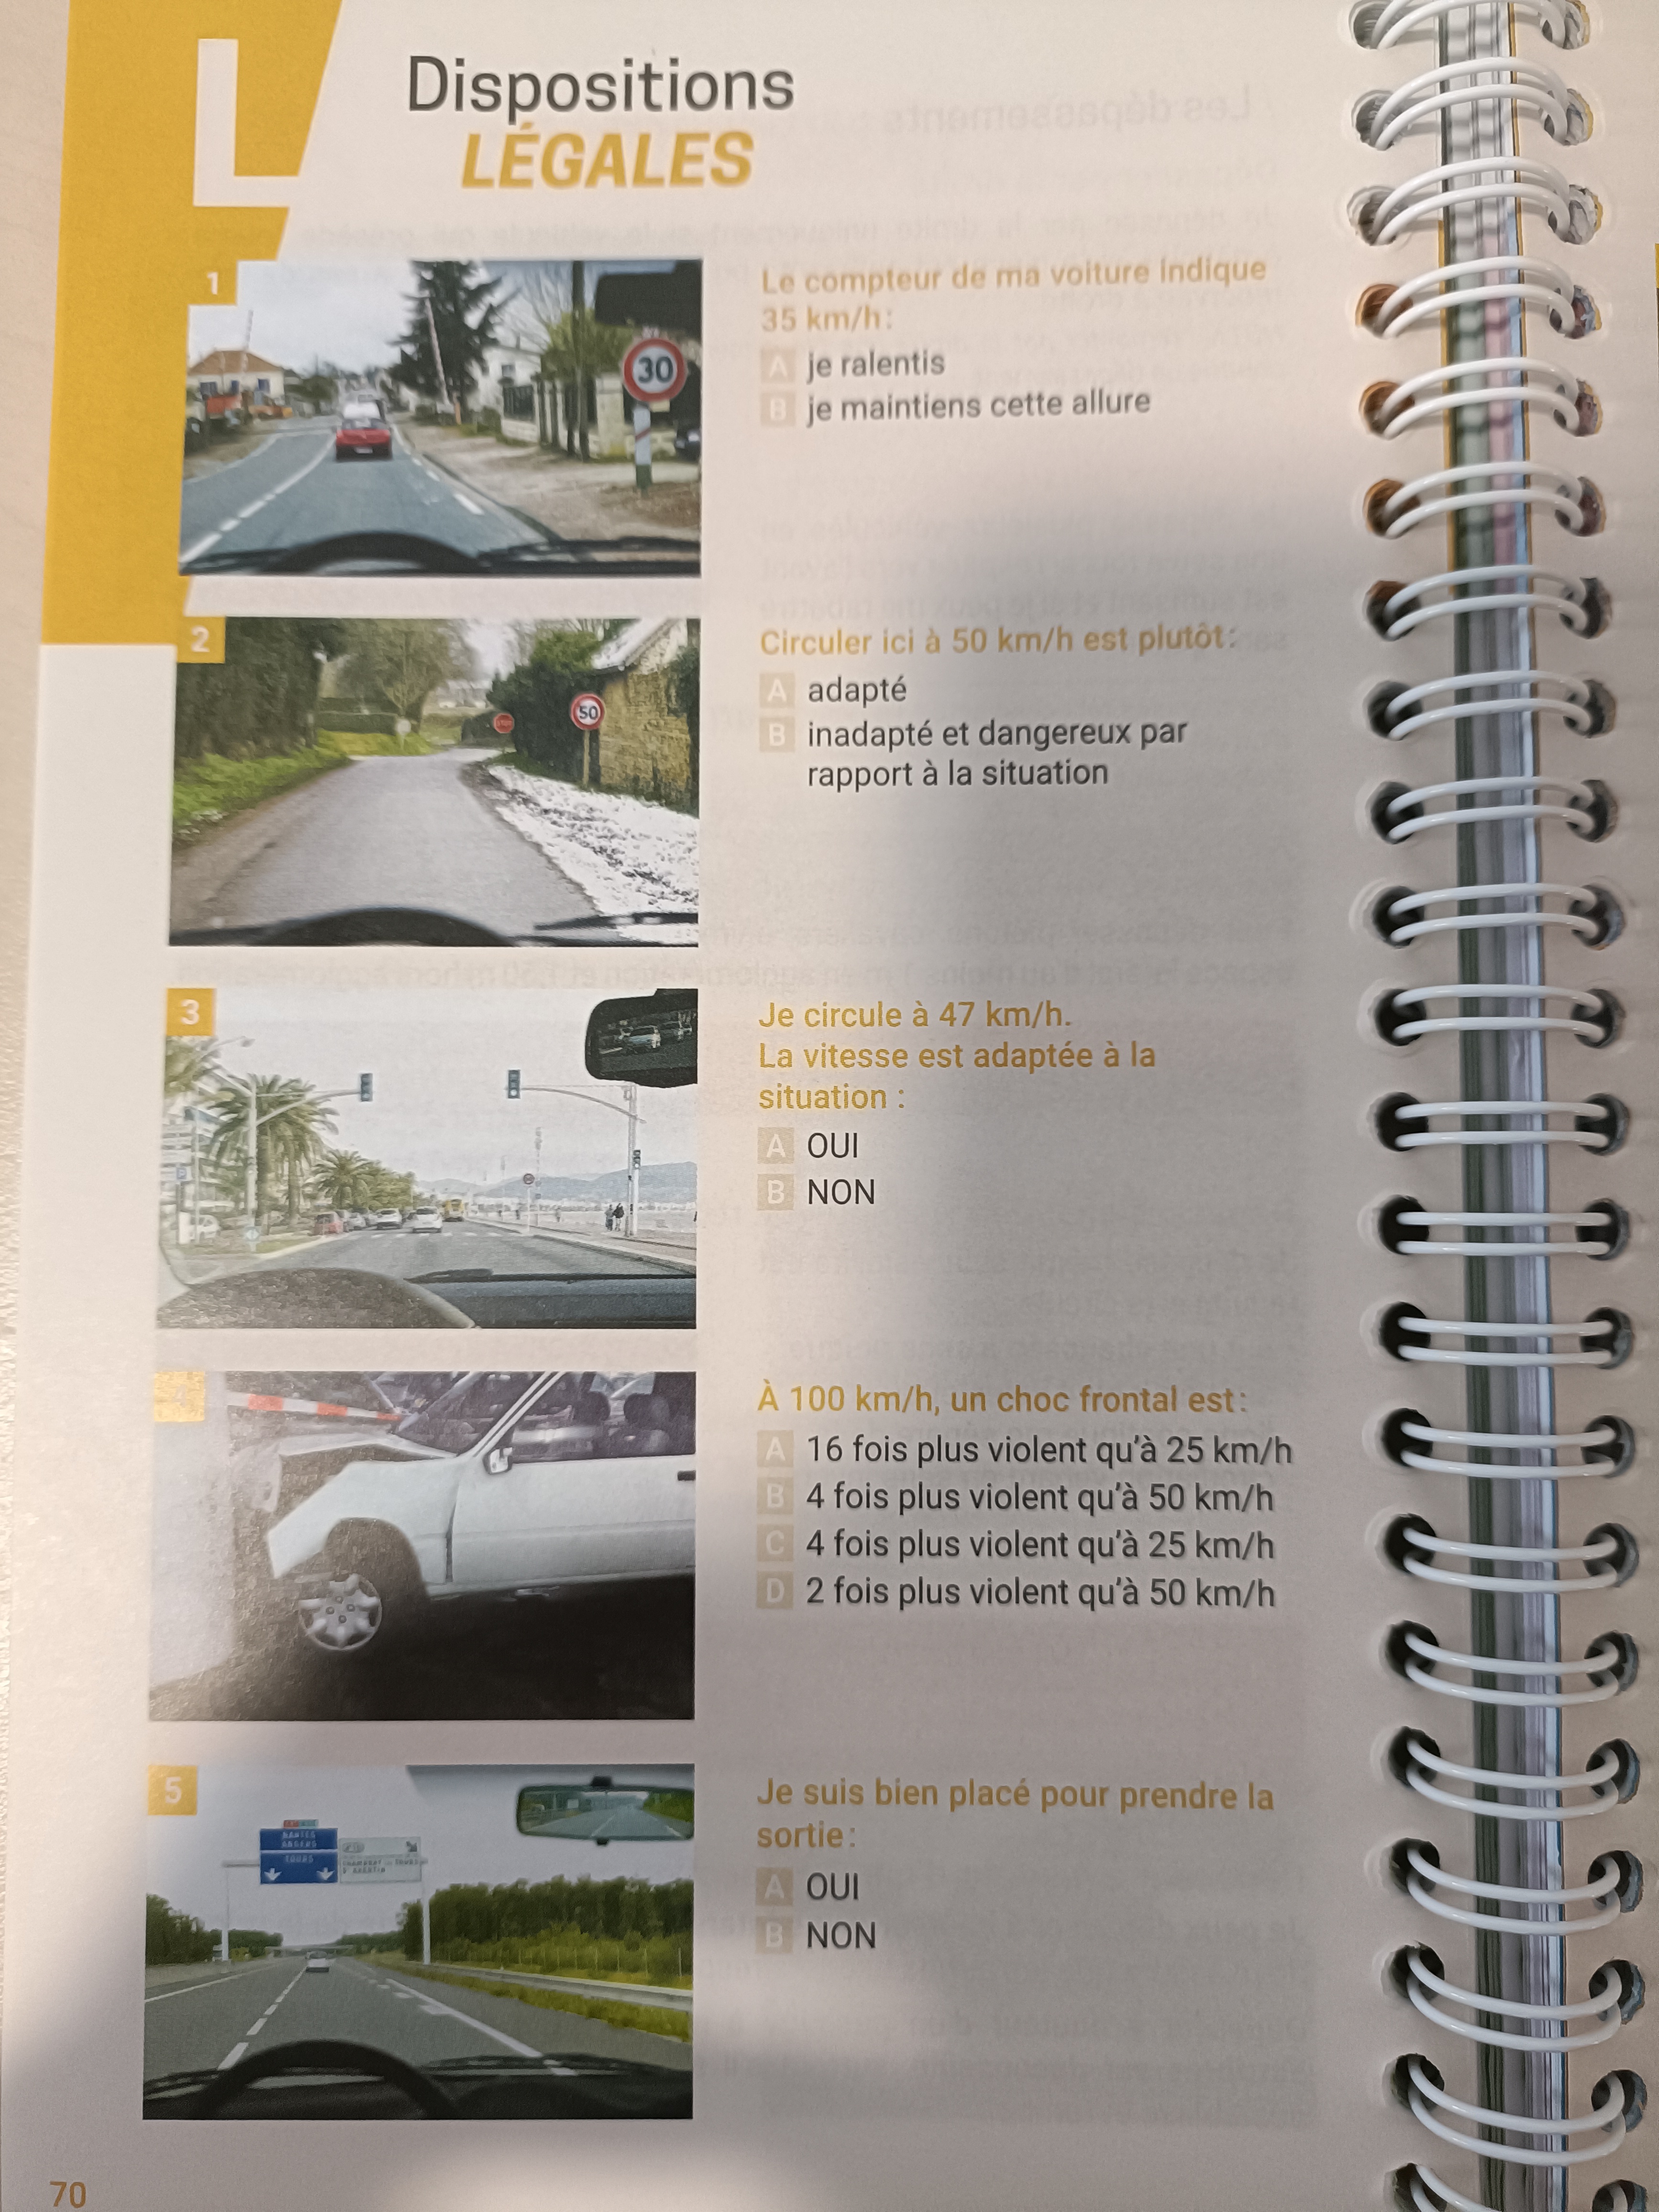 L
Dispositions
LÉGALES
1
30
Le compteur de ma voiture indique
35 km/h :
A je ralentis
B je maintiens cette allure
2
50
STOP
Circuler ici à 50 km/h est plutôt :
A adapté
B inadapté et dangereux par
rapport à la situation
3
Je circule à 47 km/h.
La vitesse est adaptée à la
situation :
A OUI
B NON
4
À 100 km/h, un choc frontal est :
A 16 fois plus violent qu'à 25 km/h
B 4 fois plus violent qu'à 50 km/h
C 4 fois plus violent qu'à 25 km/h
D 2 fois plus violent qu'à 50 km/h
5
NANTES
ANGERS
TOURS
Je suis bien placé pour prendre la
sortie :
A OUI
B NON
70